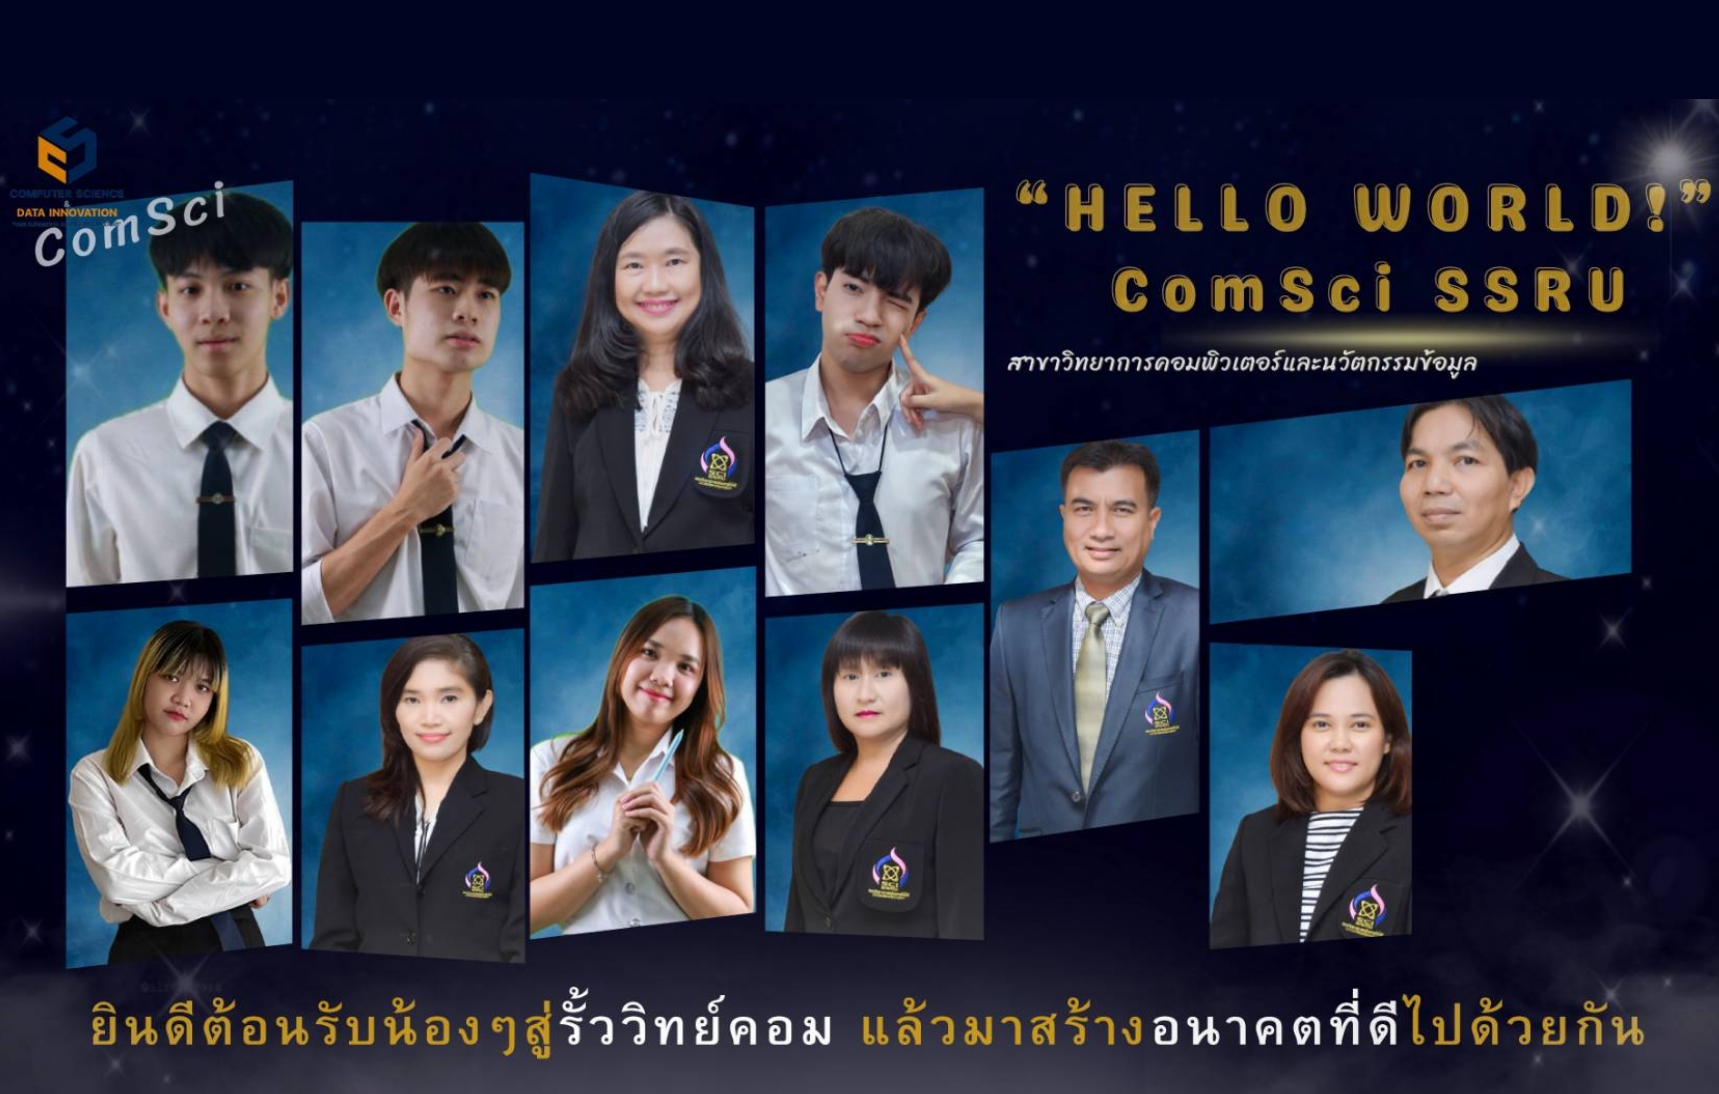 COMPUTER SCIENCE
&
DATA INNOVATION
ComSci
“HELLO WORLD!”
ComSci SSRU
สาขาวิทยาการคอมพิวเตอร์และนวัตกรรมข้อมูล
ยินดีต้อนรับน้องๆสู่รั้ววิทย์คอม แล้วมาสร้างอนาคตที่ดีไปด้วยกัน